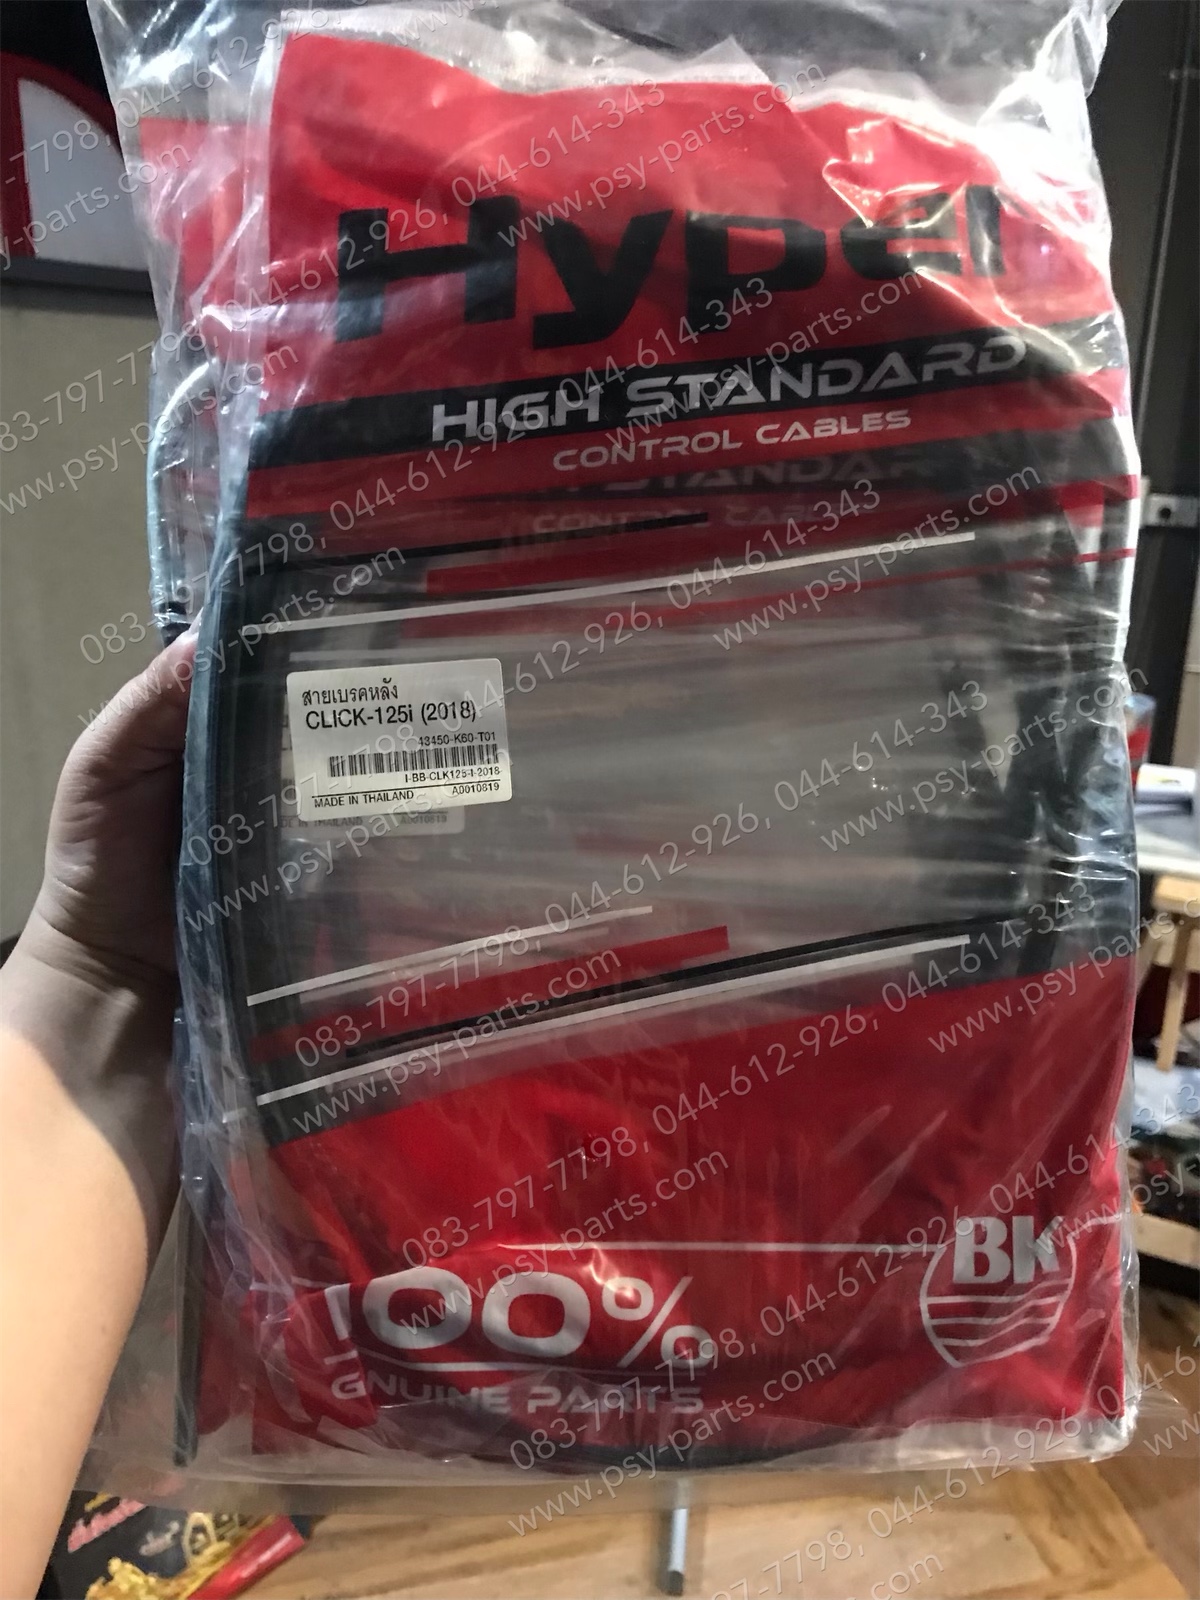 Hyper
HIGH STANDARD
CONTROL CABLES
สายเบรคหลัง
CLICK-125i (2018)
43450-K60-T01
I-BB-CLK125-I-2018
MADE IN THAILAND A0010819
BK
100%
GNUINE PARTS
083-797-7798, 044-612-926, 044-614-343
www.psy-parts.com